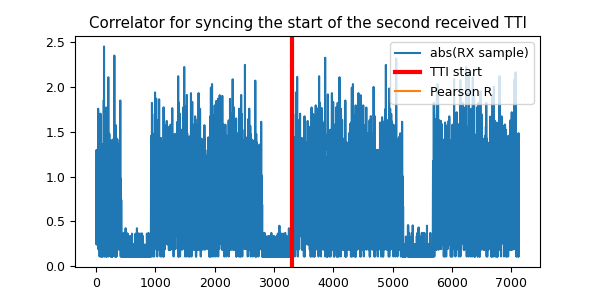 Correlator for syncing the start of the second received TTI
2.5
2.0
1.5
1.0
0.5
0.0
abs(RX sample)
TTI start
Pearson R
0 1000 2000 3000 4000 5000 6000 7000